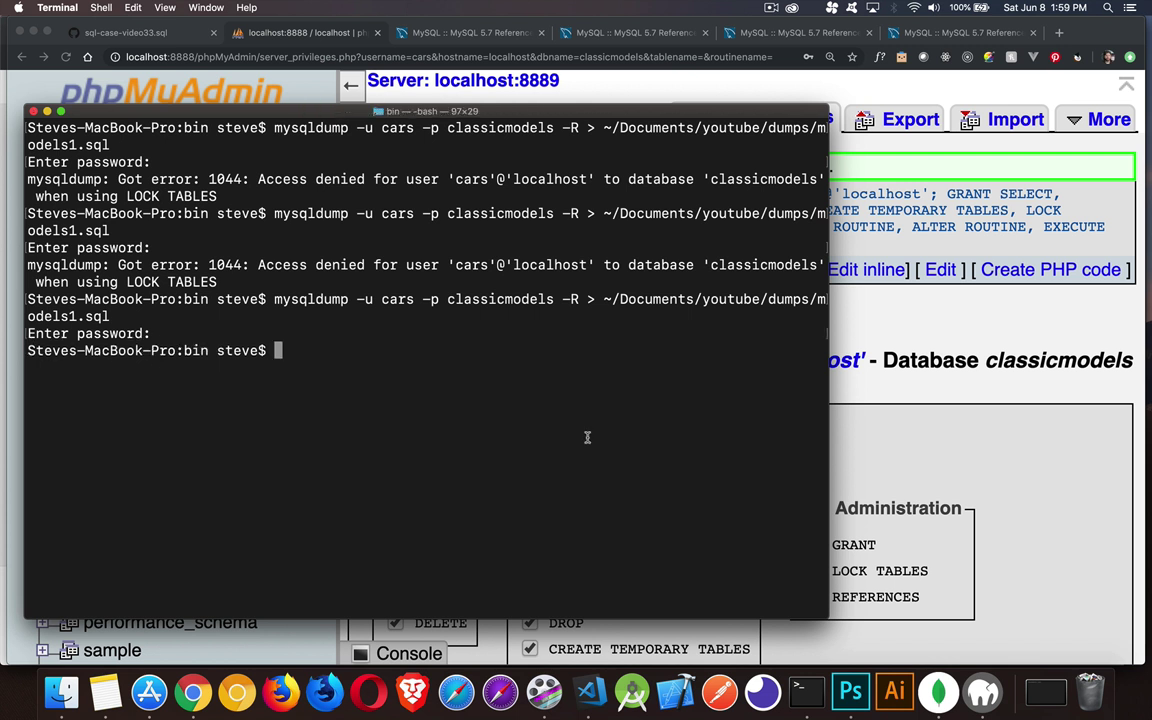 Terminal Shell Edit View Window Help 100% Sat Jun 8 1:59 PM
sql-case-video33.sql × localhost:8888 / localhost | ph × MySQL :: MySQL 5.7 Reference × MySQL :: MySQL 5.7 Referenc × MySQL :: MySQL 5.7 Referenc × MySQL :: MySQL 5.7 Referenc × +
localhost:8888/phpMyAdmin/server_privileges.php?username=cars&hostname=localhost&dbname=classicmodels&tablename=&routinename=
phpMyAdmin
Server: localhost:8889
bin — -bash — 97×29
Export Import More
Steves-MacBook-Pro:bin steve$ mysqldump -u cars -p classicmodels -R > ~/Documents/youtube/dumps/m
odels1.sql
Enter password:
mysqldump: Got error: 1044: Access denied for user 'cars'@'localhost' to database 'classicmodels'
when using LOCK TABLES
Steves-MacBook-Pro:bin steve$ mysqldump -u cars -p classicmodels -R > ~/Documents/youtube/dumps/m
odels1.sql
Enter password:
mysqldump: Got error: 1044: Access denied for user 'cars'@'localhost' to database 'classicmodels'
when using LOCK TABLES
Steves-MacBook-Pro:bin steve$ mysqldump -u cars -p classicmodels -R > ~/Documents/youtube/dumps/m
odels1.sql
Enter password:
Steves-MacBook-Pro:bin steve$
@'localhost'; GRANT SELECT,
EATE TEMPORARY TABLES, LOCK
ROUTINE, ALTER ROUTINE, EXECUTE
Edit inline] [ Edit ] [ Create PHP code ]
ost' - Database classicmodels
Administration
GRANT
LOCK TABLES
REFERENCES
performance_schema
sample
DELETE
DROP
CREATE TEMPORARY TABLES
Console
Ps Ai